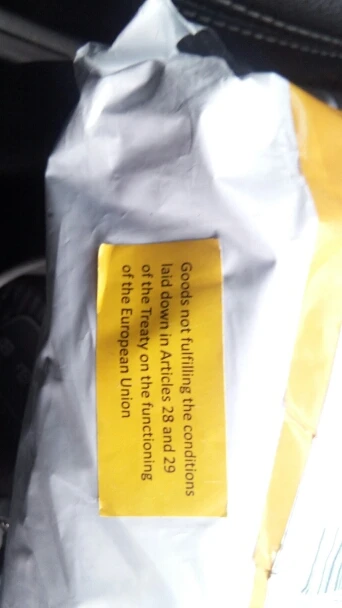 Goods not fulfilling the conditions
laid down in Articles 28 and 29
of the Treaty on the functioning
of the European Union